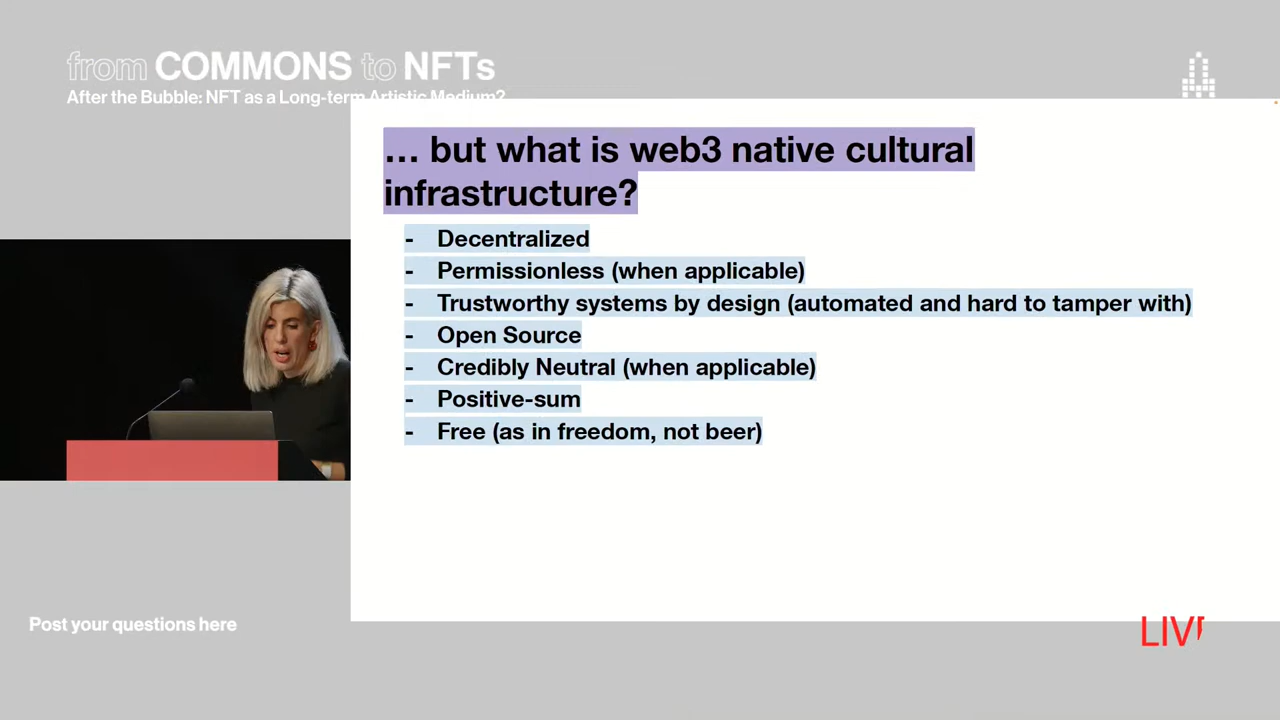 from COMMONS to NFTs
After the Bubble: NFT as a Long-term Artistic Medium?
... but what is web3 native cultural
infrastructure?
- Decentralized
- Permissionless (when applicable)
- Trustworthy systems by design (automated and hard to tamper with)
- Open Source
- Credibly Neutral (when applicable)
- Positive-sum
- Free (as in freedom, not beer)
Post your questions here
LIVE